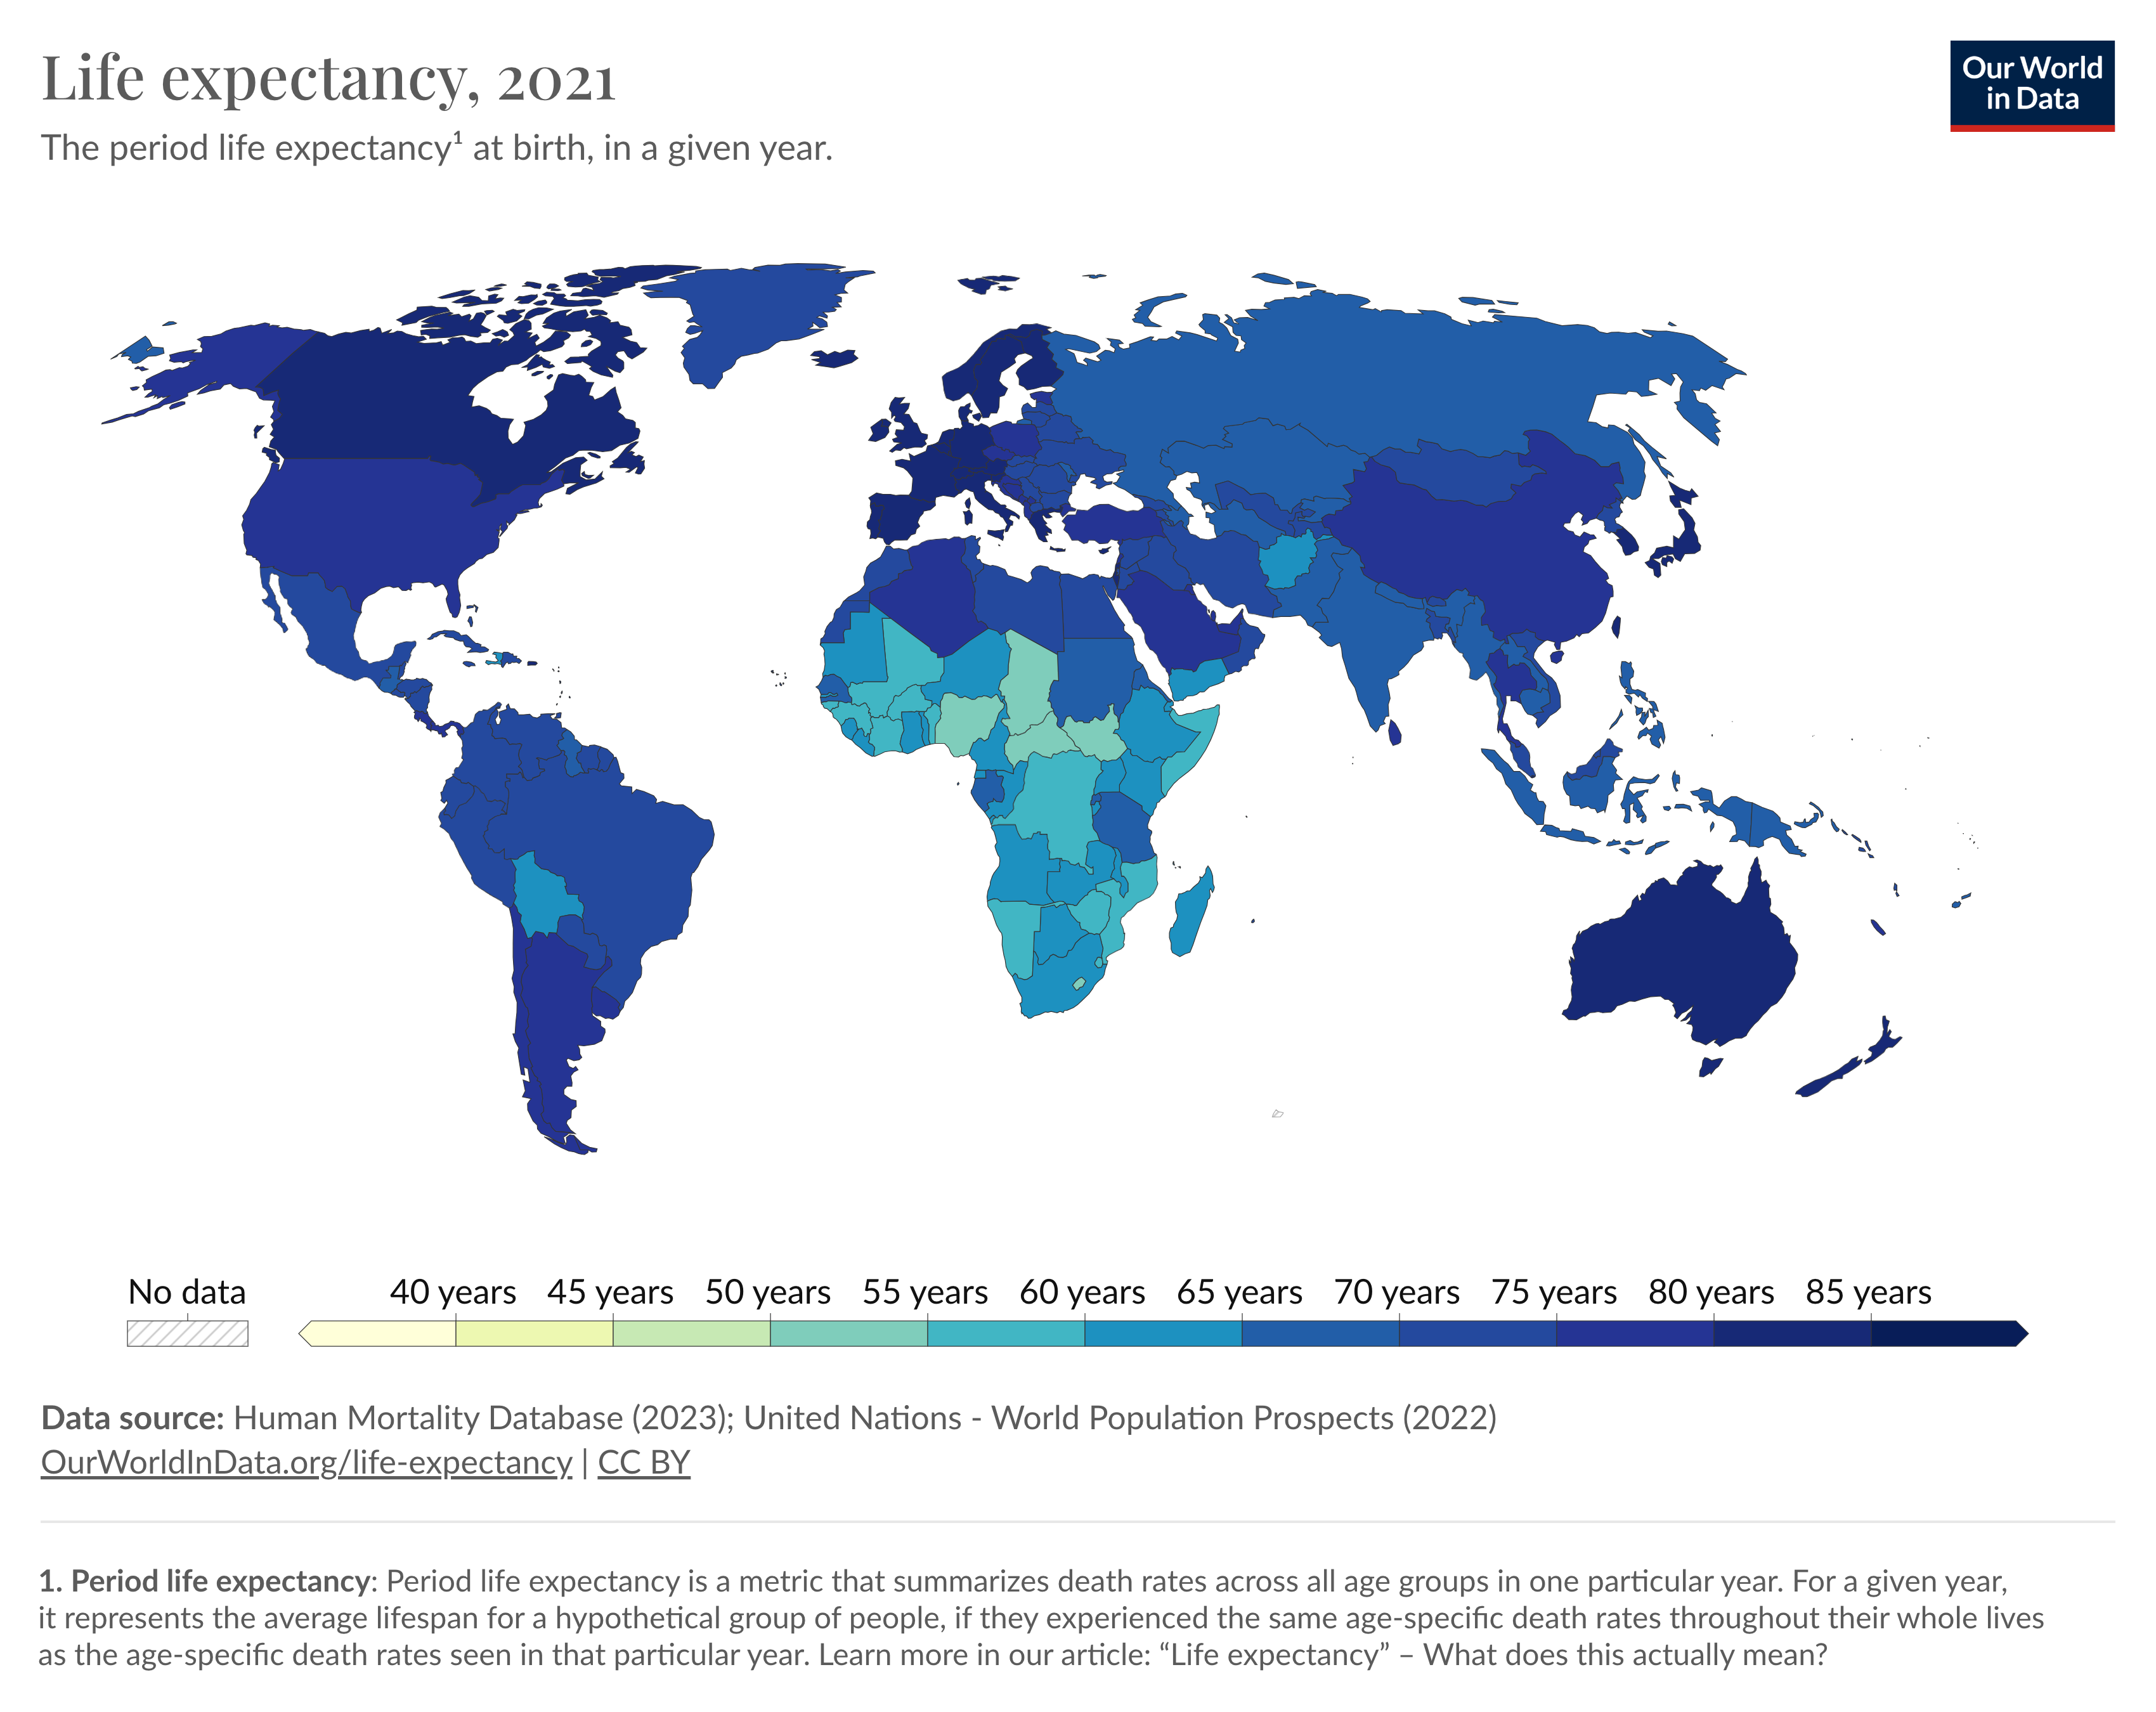 Life expectancy, 2021
Our World
in Data
The period life expectancy¹ at birth, in a given year.
No data
40 years 45 years 50 years 55 years 60 years 65 years 70 years 75 years 80 years 85 years
Data source: Human Mortality Database (2023); United Nations - World Population Prospects (2022)
OurWorldInData.org/life-expectancy | CC BY
1. Period life expectancy: Period life expectancy is a metric that summarizes death rates across all age groups in one particular year. For a given year,
it represents the average lifespan for a hypothetical group of people, if they experienced the same age-specific death rates throughout their whole lives
as the age-specific death rates seen in that particular year. Learn more in our article: “Life expectancy” – What does this actually mean?